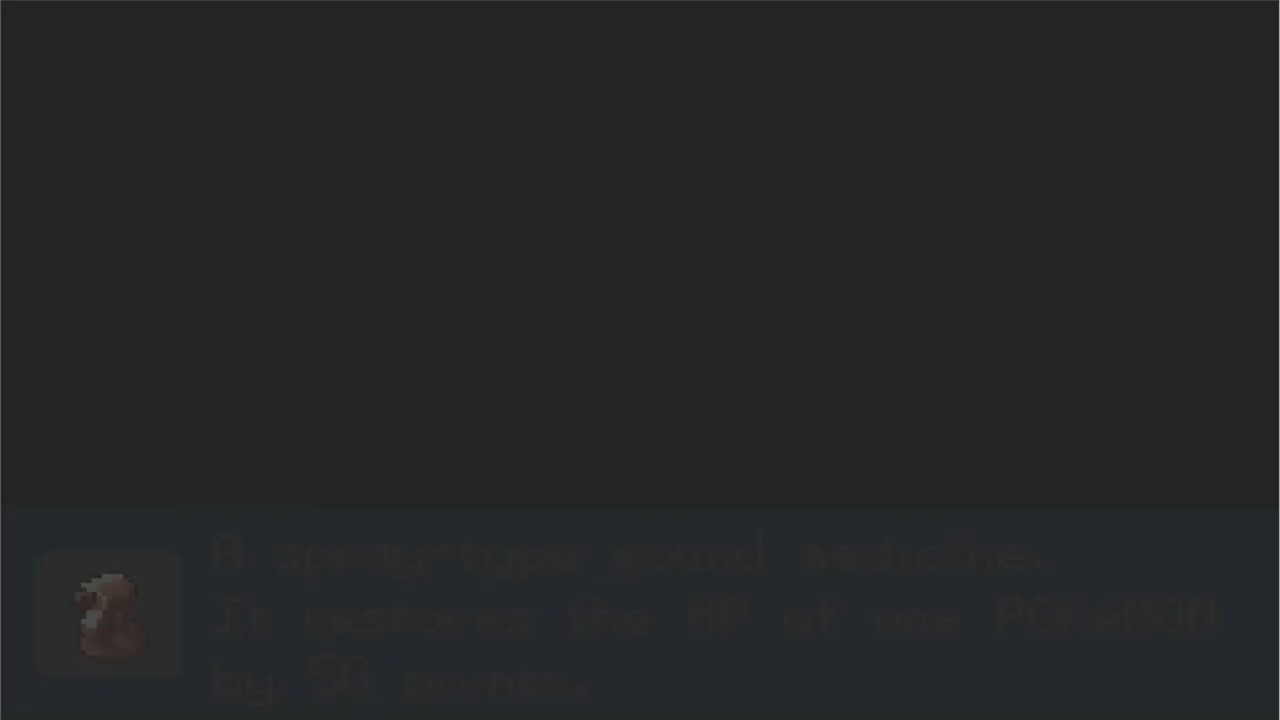 A spray-type wound medicine.
It restores the HP of one POKéMON
by 50 points.